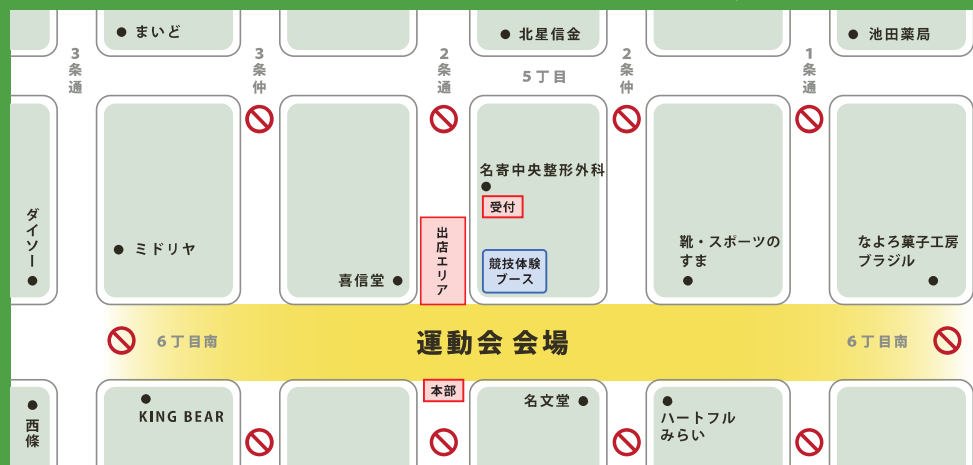 まいど
北星信金
池田薬局
3条通
3条仲
2条通
5丁目
2条仲
1条通
名寄中央整形外科
受付
ダイソー
ミドリヤ
喜信堂
出店エリア
競技体験
ブース
靴・スポーツの
すま
なよろ菓子工房
ブラジル
6丁目南
運動会 会場
6丁目南
本部
西條
KING BEAR
名文堂
ハートフル
みらい